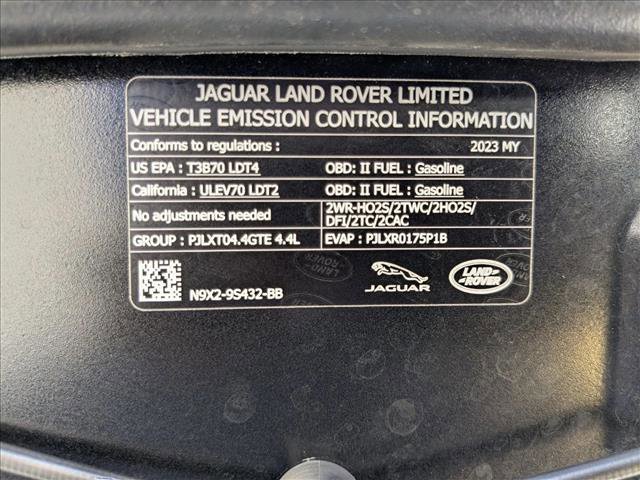 JAGUAR LAND ROVER LIMITED
VEHICLE EMISSION CONTROL INFORMATION
Conforms to regulations : 2023 MY
US EPA : T3B70 LDT4 OBD: II FUEL : Gasoline
California : ULEV70 LDT2 OBD: II FUEL : Gasoline
No adjustments needed 2WR-HO2S/2TWC/2HO2S/
DFI/2TC/2CAC
GROUP : PJLXT04.4GTE 4.4L EVAP : PJLXR0175P1B
N9X2-9S432-BB JAGUAR LAND ROVER